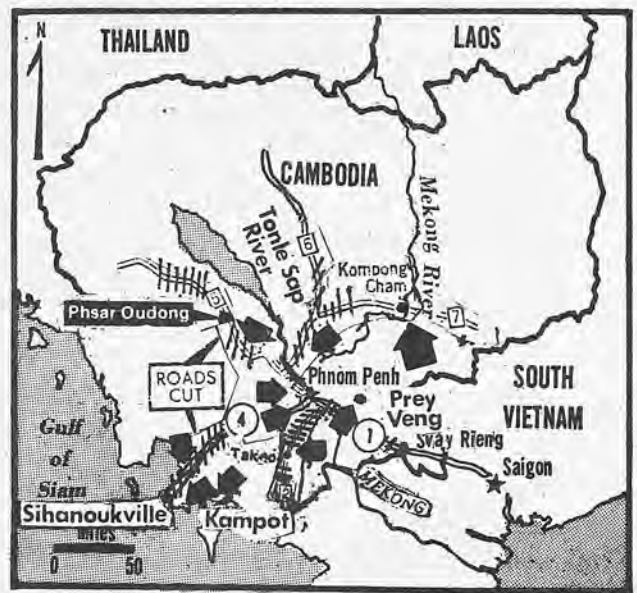 N
THAILAND
LAOS
CAMBODIA
Mekong River
Tonle Sap
River
6
Kompong
Cham
5
7
Phsar Oudong
Phnom Penh
SOUTH
VIETNAM
ROADS
CUT
Prey
Veng
4
1
Svay Rieng
Gulf
of
Siam
Takeo
Saigon
2
MEKONG
Sihanoukville
Kampot
MILES
0 50